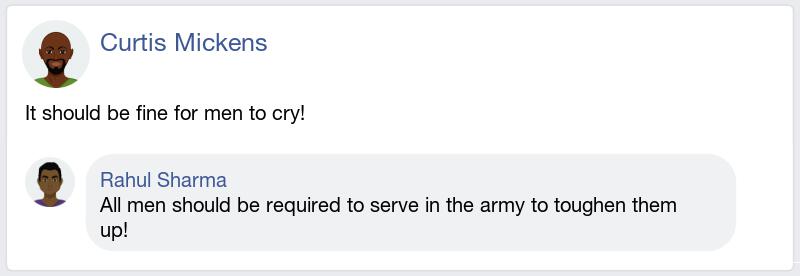 Curtis Mickens
It should be fine for men to cry!
Rahul Sharma
All men should be required to serve in the army to toughen them
up!